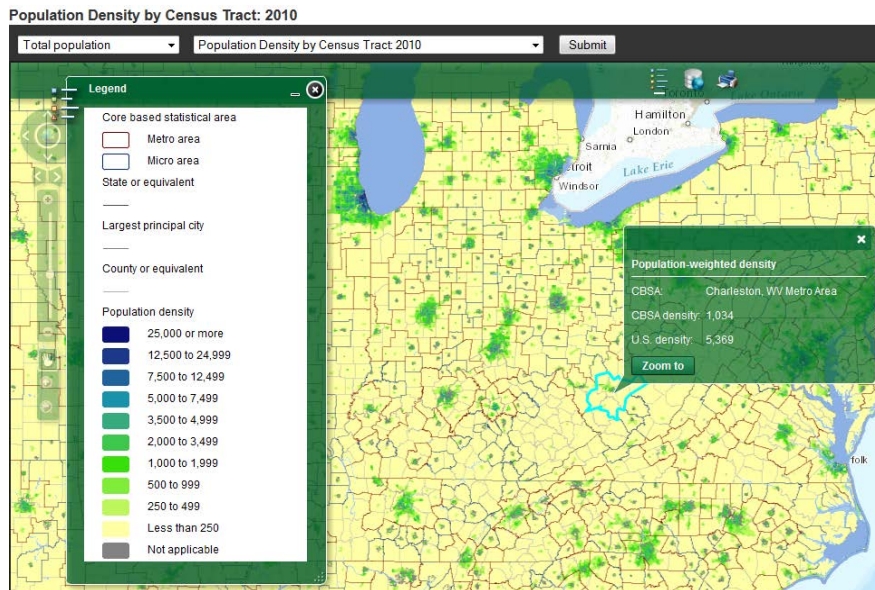 Population Density by Census Tract: 2010
Total population
Population Density by Census Tract: 2010
Submit
Legend
Core based statistical area
Metro area
Micro area
State or equivalent
Largest principal city
County or equivalent
Population density
25,000 or more
12,500 to 24,999
7,500 to 12,499
5,000 to 7,499
3,500 to 4,999
2,000 to 3,499
1,000 to 1,999
500 to 999
250 to 499
Less than 250
Not applicable
Toronto
Lake Ontario
Hamilton
London
Sarnia
etroit
Lake Erie
Windsor
Population-weighted density
CBSA: Charleston, WV Metro Area
CBSA density: 1,034
U.S. density: 5,369
Zoom to
folk